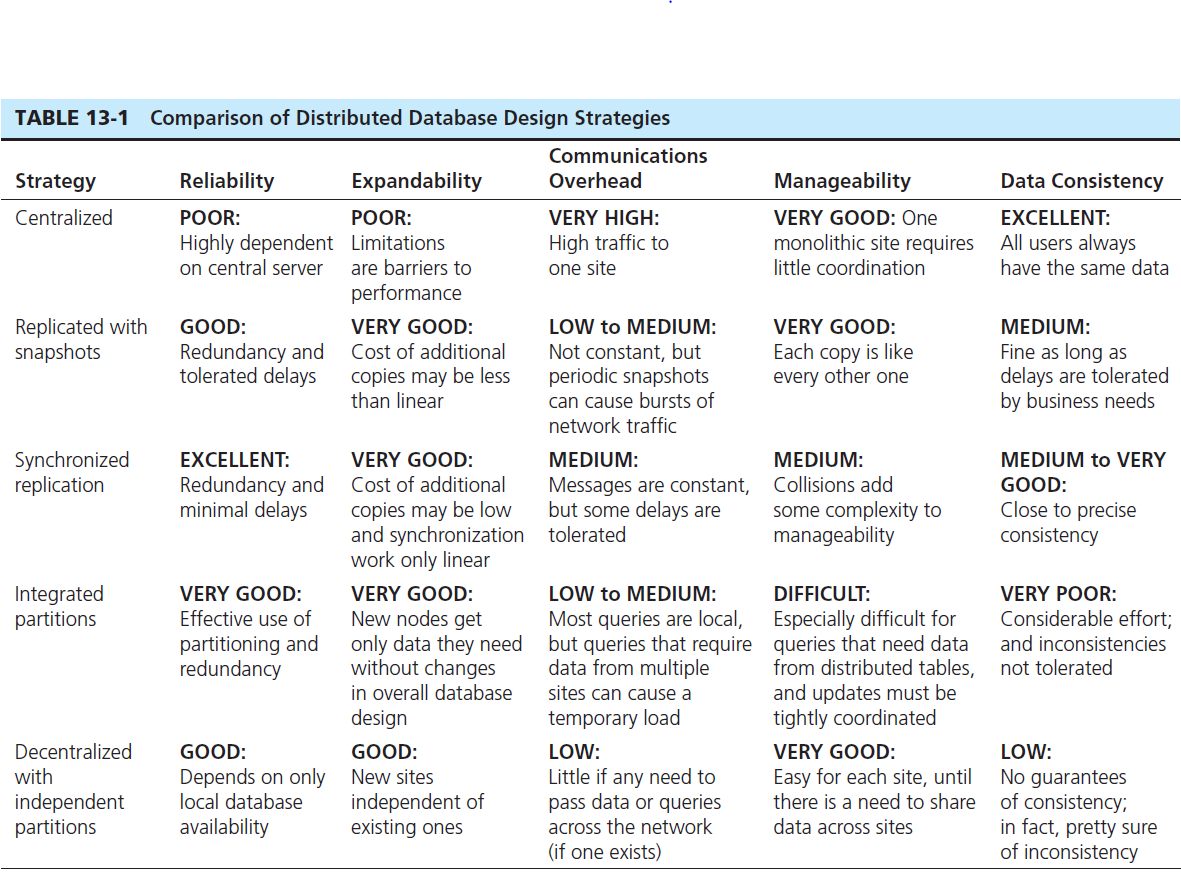 TABLE 13-1 Comparison of Distributed Database Design Strategies
Strategy
Reliability
Expandability
Communications
Overhead
Manageability
Data Consistency
Centralized
POOR:
Highly dependent
on central server
POOR:
Limitations
are barriers to
performance
VERY HIGH:
High traffic to
one site
VERY GOOD: One
monolithic site requires
little coordination
EXCELLENT:
All users always
have the same data
Replicated with
snapshots
GOOD:
Redundancy and
tolerated delays
VERY GOOD:
Cost of additional
copies may be less
than linear
LOW to MEDIUM:
Not constant, but
periodic snapshots
can cause bursts of
network traffic
VERY GOOD:
Each copy is like
every other one
MEDIUM:
Fine as long as
delays are tolerated
by business needs
Synchronized
replication
EXCELLENT:
Redundancy and
minimal delays
VERY GOOD:
Cost of additional
copies may be low
and synchronization
work only linear
MEDIUM:
Messages are constant,
but some delays are
tolerated
MEDIUM:
Collisions add
some complexity to
manageability
MEDIUM to VERY
GOOD:
Close to precise
consistency
Integrated
partitions
VERY GOOD:
Effective use of
partitioning and
redundancy
VERY GOOD:
New nodes get
only data they need
without changes
in overall database
design
LOW to MEDIUM:
Most queries are local,
but queries that require
data from multiple
sites can cause a
temporary load
DIFFICULT:
Especially difficult for
queries that need data
from distributed tables,
and updates must be
tightly coordinated
VERY POOR:
Considerable effort;
and inconsistencies
not tolerated
Decentralized
with
independent
partitions
GOOD:
Depends on only
local database
availability
GOOD:
New sites
independent of
existing ones
LOW:
Little if any need to
pass data or queries
across the network
(if one exists)
VERY GOOD:
Easy for each site, until
there is a need to share
data across sites
LOW:
No guarantees
of consistency;
in fact, pretty sure
of inconsistency